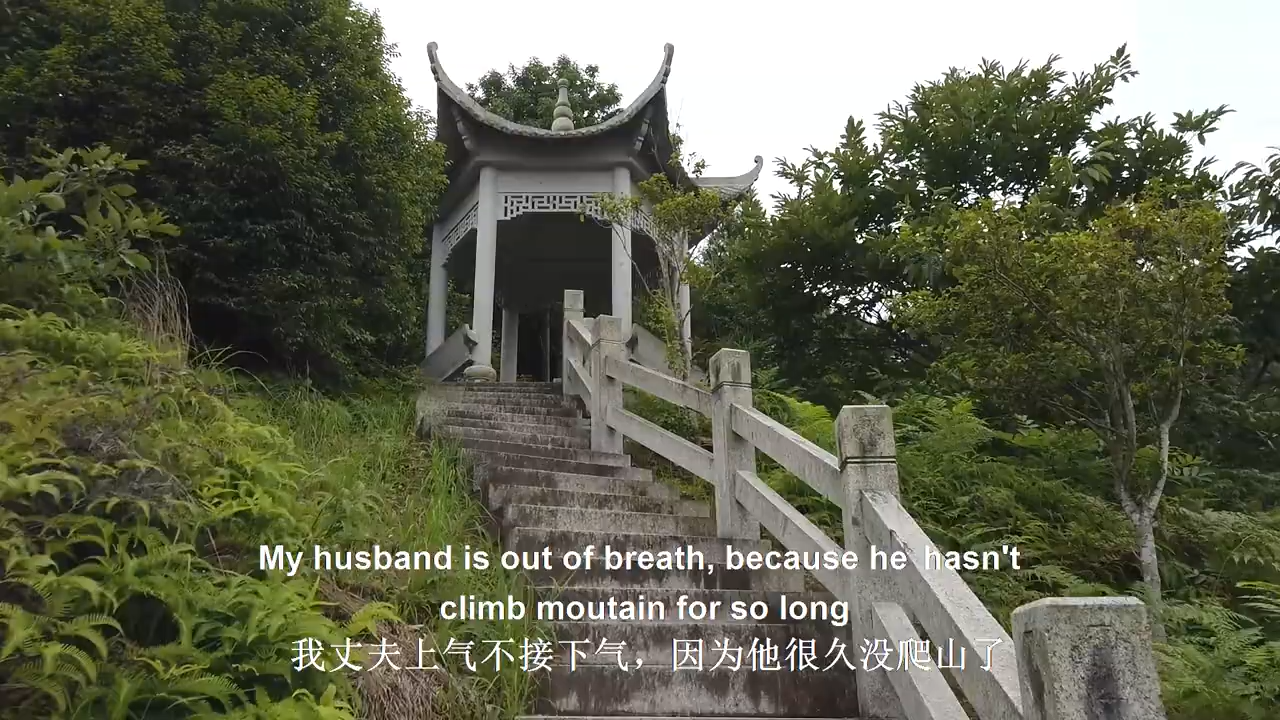 My husband is out of breath, because he hasn't
climb moutain for so long
我丈夫上气不接下气，因为他很久没爬山了